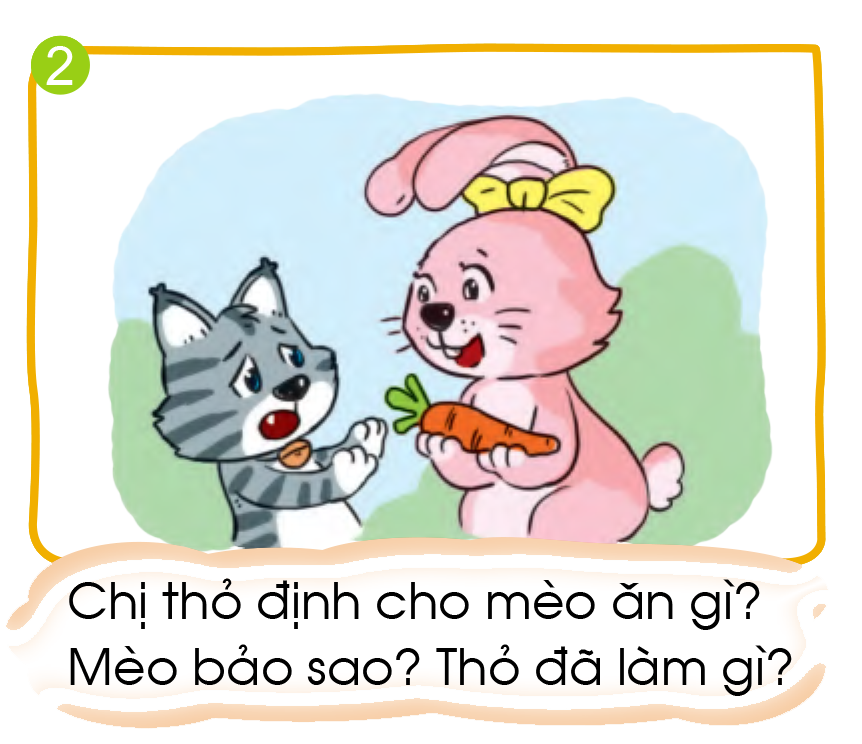 2
Chị thỏ định cho mèo ăn gì?
Mèo bảo sao? Thỏ đã làm gì?